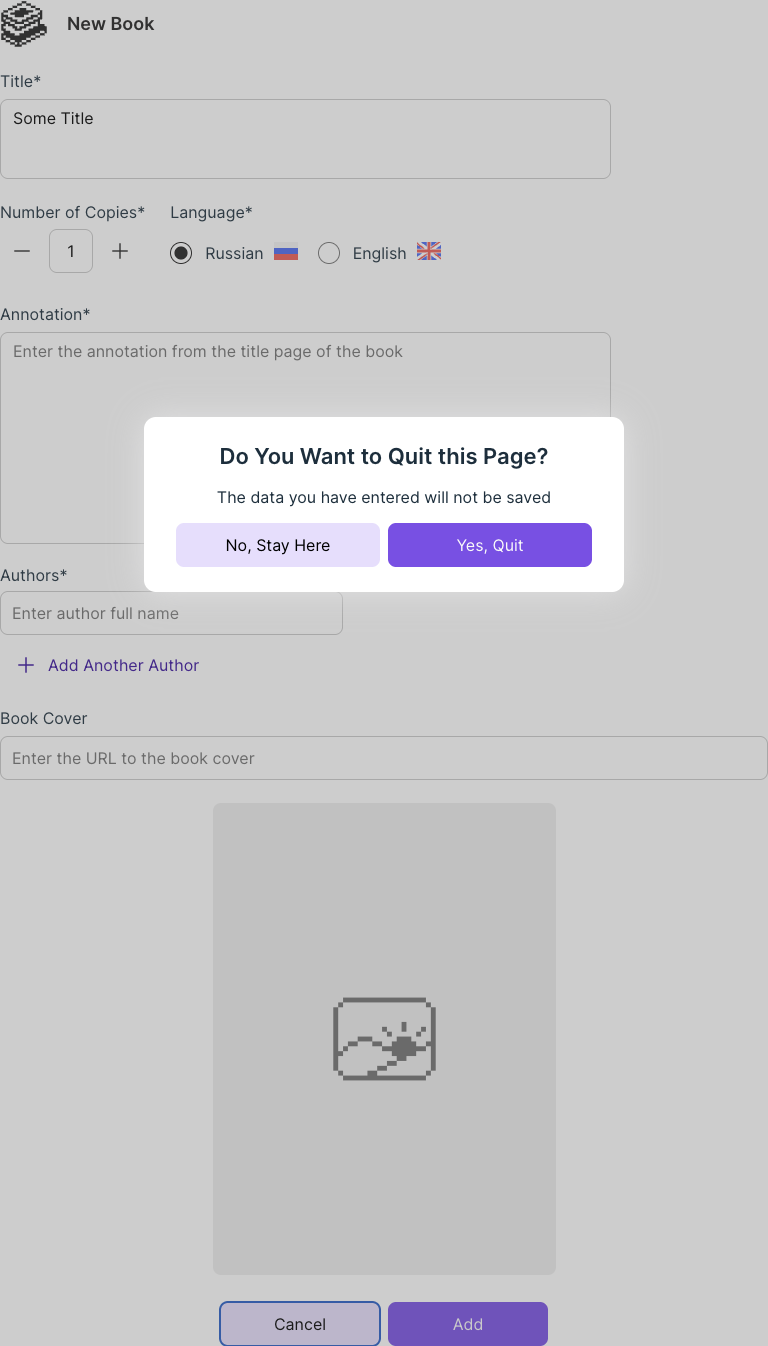 New Book
Title*
Some Title
Number of Copies*
Language*
1
Russian
English
Annotation*
Enter the annotation from the title page of the book
Do You Want to Quit this Page?
The data you have entered will not be saved
No, Stay Here
Yes, Quit
Authors*
Enter author full name
Add Another Author
Book Cover
Enter the URL to the book cover
Cancel
Add